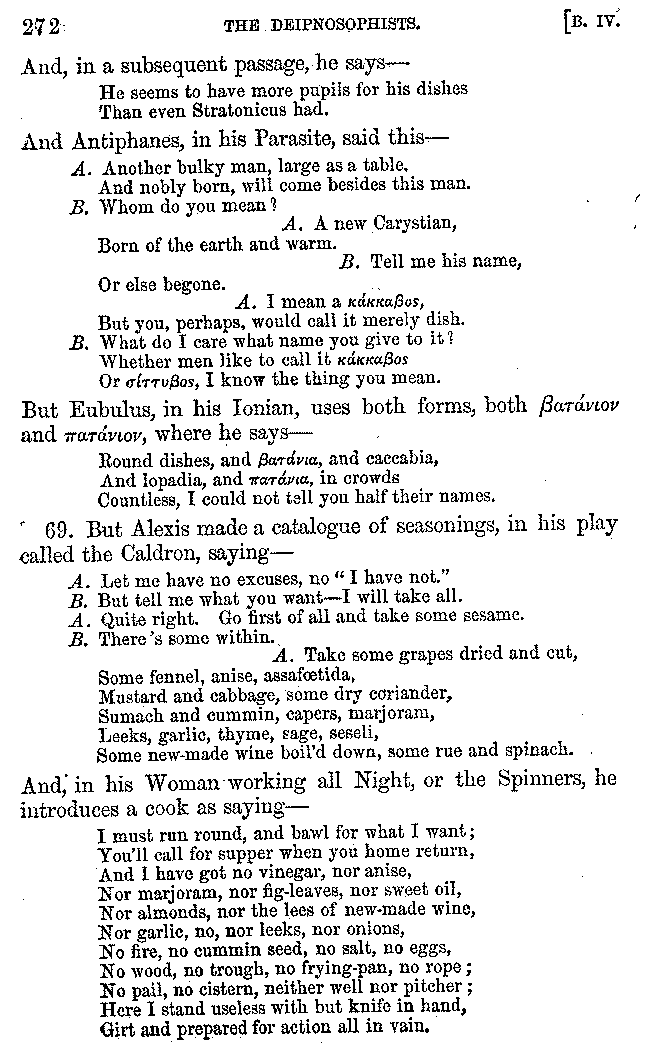 272 THE DEIPNOSOPHISTS. [B. IV.
And, in a subsequent passage, he says—
He seems to have more pupils for his dishes
Than even Stratonicus had.
And Antiphanes, in his Parasite, said this—
A. Another bulky man, large as a table,
And nobly born, will come besides this man.
B. Whom do you mean?
A. A new Carystian,
Born of the earth and warm.
B. Tell me his name,
Or else begone.
A. I mean a κάκκαβος,
But you, perhaps, would call it merely dish.
B. What do I care what name you give to it?
Whether men like to call it κάκκαβος
Or σίττυβος, I know the thing you mean.
But Eubulus, in his Ionian, uses both forms, both βατάνιον
and πατάνιον, where he says—
Round dishes, and βατάνια, and caccabia,
And lopadia, and πατάνια, in crowds
Countless, I could not tell you half their names.
69. But Alexis made a catalogue of seasonings, in his play
called the Caldron, saying—
A. Let me have no excuses, no "I have not."
B. But tell me what you want—I will take all.
A. Quite right. Go first of all and take some sesame.
B. There's some within.
A. Take some grapes dried and cut,
Some fennel, anise, assafœtida,
Mustard and cabbage, some dry coriander,
Sumach and cummin, capers, marjoram,
Leeks, garlic, thyme, sage, seseli,
Some new-made wine boil'd down, some rue and spinach.
And, in his Woman working all Night, or the Spinners, he
introduces a cook as saying—
I must run round, and bawl for what I want;
You'll call for supper when you home return,
And I have got no vinegar, nor anise,
Nor marjoram, nor fig-leaves, nor sweet oil,
Nor almonds, nor the lees of new-made wine,
Nor garlic, no, nor leeks, nor onions,
No fire, no cummin seed, no salt, no eggs,
No wood, no trough, no frying-pan, no rope;
No pail, no cistern, neither well nor pitcher;
Here I stand useless with but knife in hand,
Girt and prepared for action all in vain.